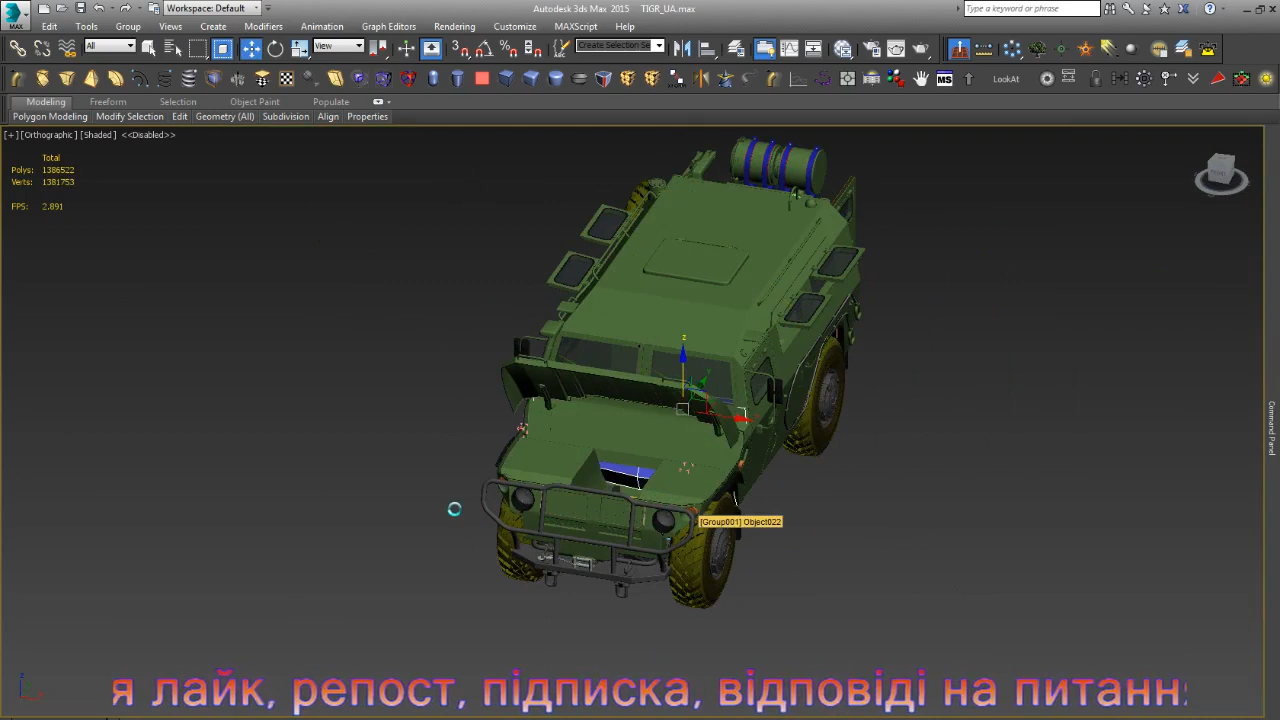 Autodesk 3ds Max 2015 TIGR_UA.max
Workspace: Default
Type a keyword or phrase
MAX
Edit Tools Group Views Create Modifiers Animation Graph Editors Rendering Customize MAXScript Help
All
View
Create Selection Se
MS
LookAt
Modeling Freeform Selection Object Paint Populate
Polygon Modeling Modify Selection Edit Geometry (All) Subdivision Align Properties
[+] [Orthographic] [Shaded] <<Disabled>>
Total
Polys: 1386522
Verts: 1381753
FPS: 2.891
z
[Group001] Object022
Command Panel
я лайк, репост, підписка, відповіді на питанн